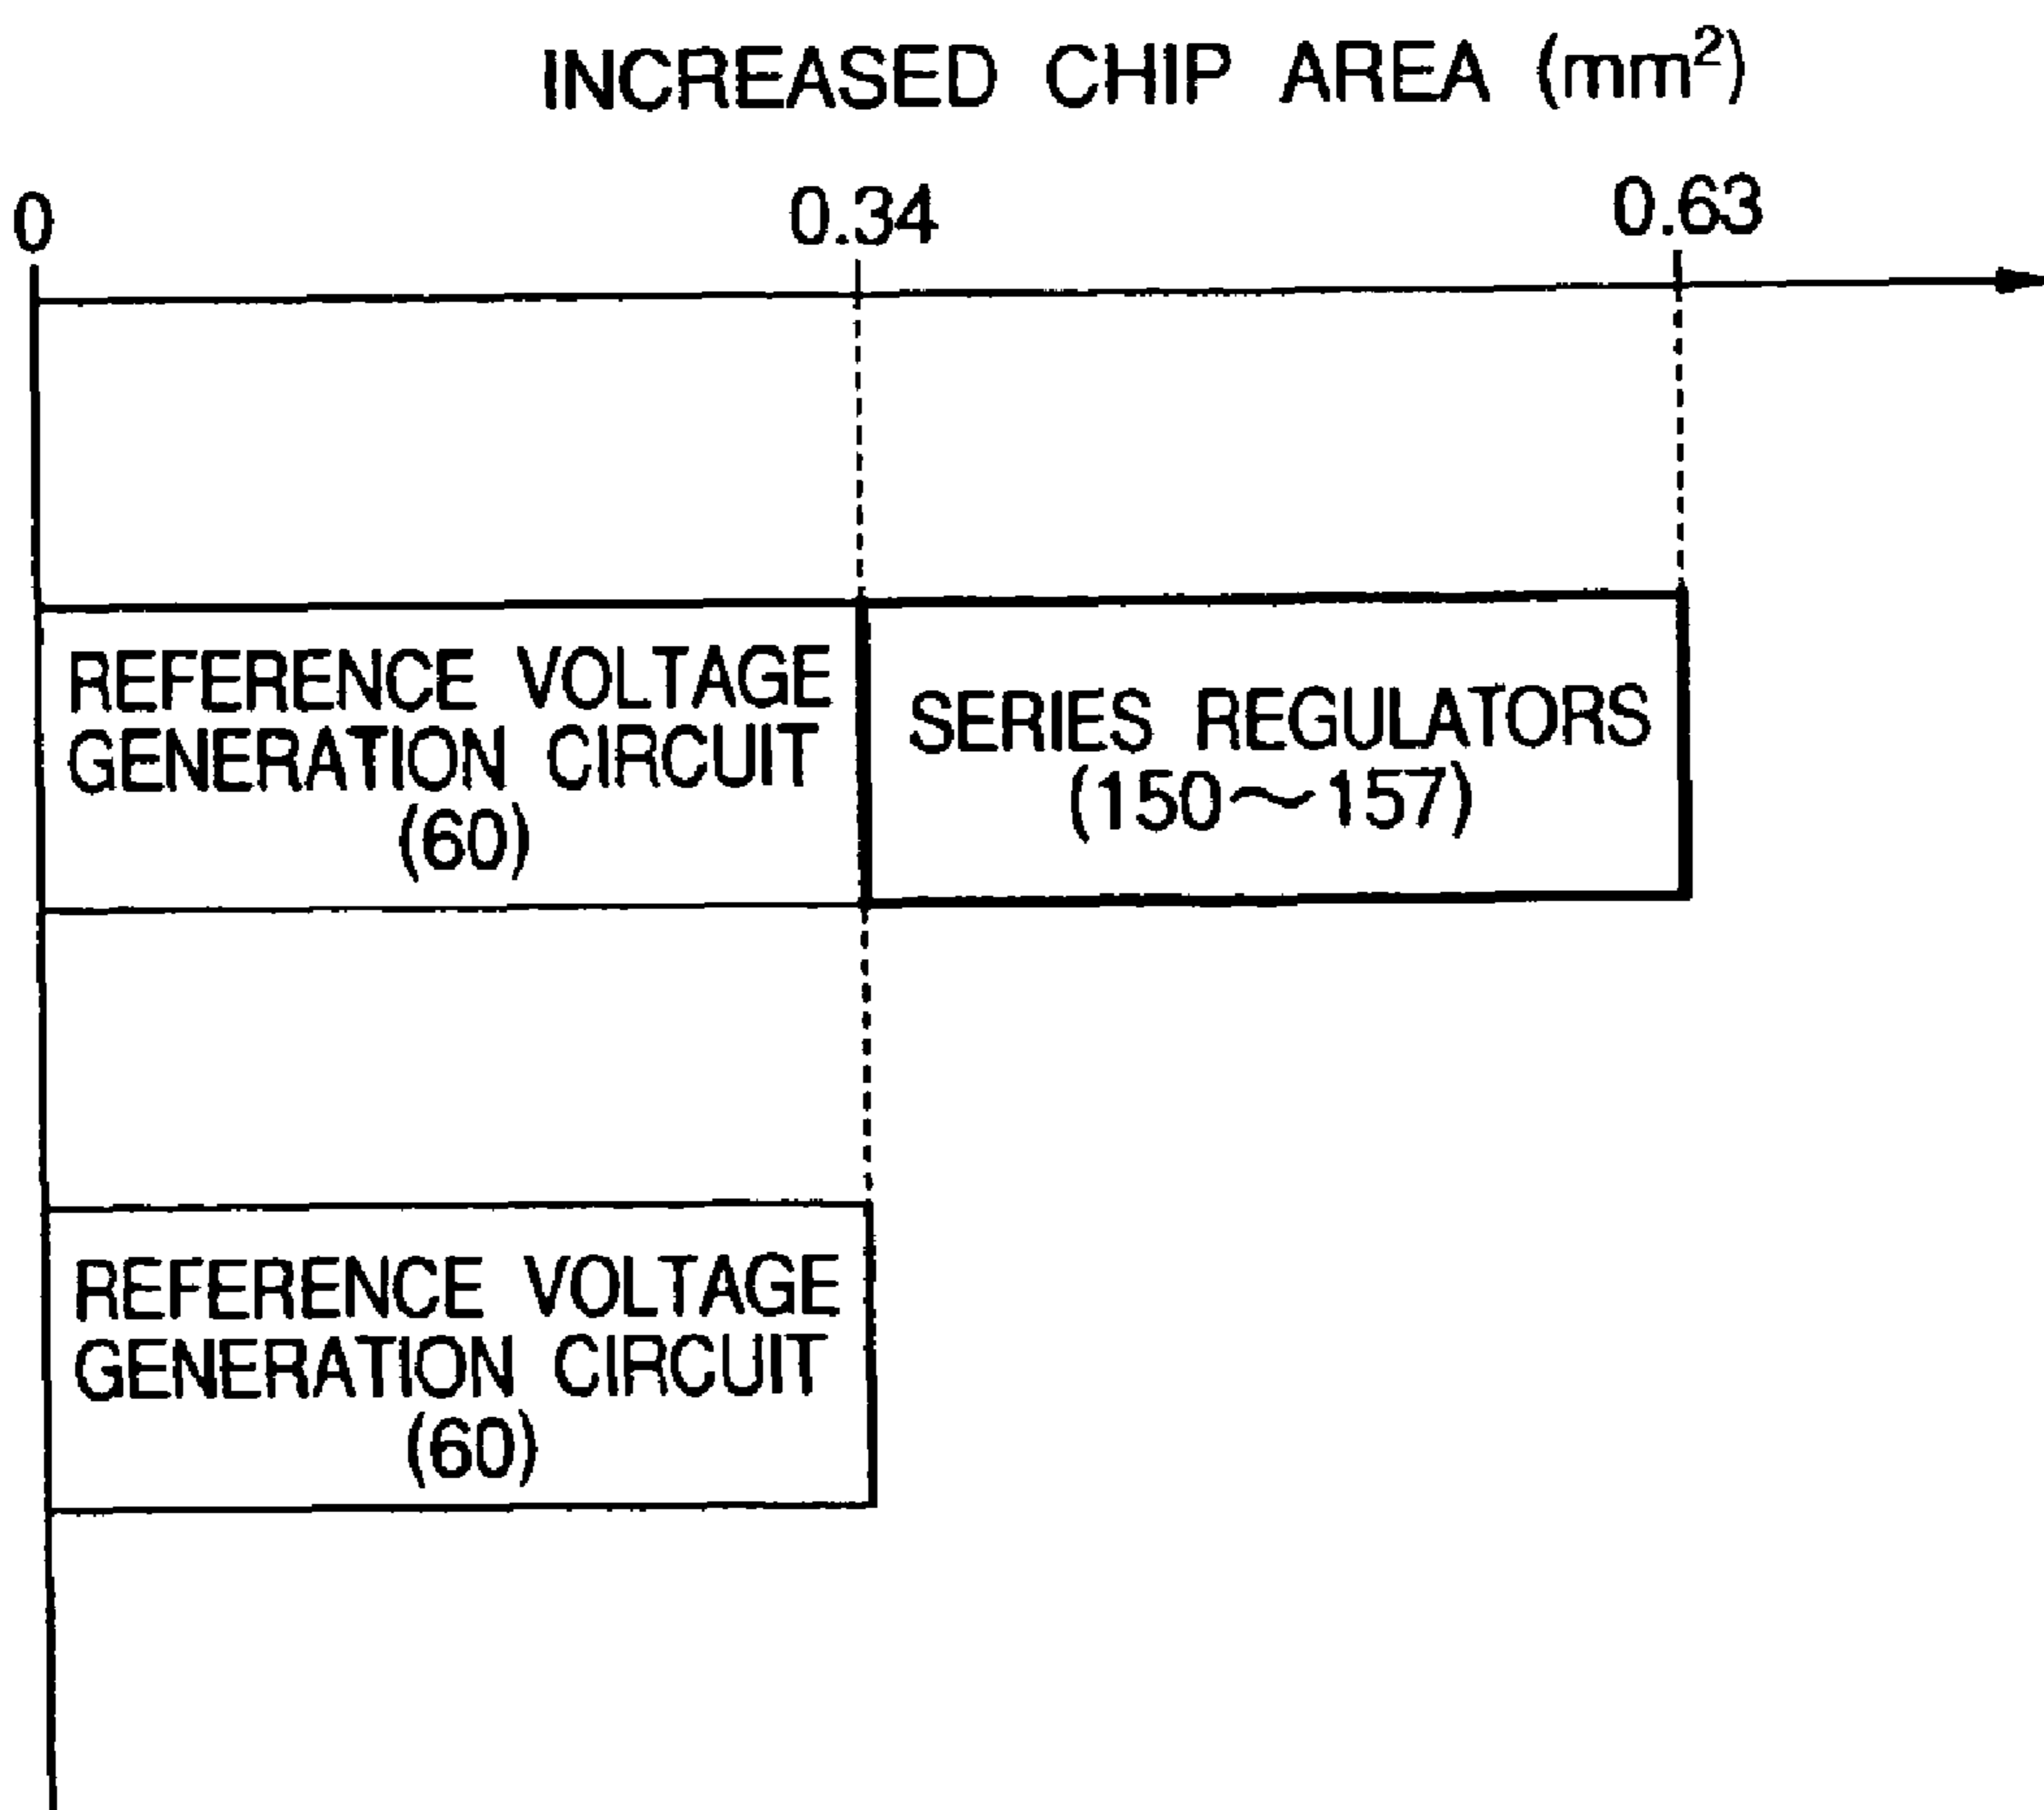 INCREASED CHIP AREA (mm²)
0 0.34 0.63
REFERENCE VOLTAGE
GENERATION CIRCUIT
(60)
SERIES REGULATORS
(150～157)
REFERENCE VOLTAGE
GENERATION CIRCUIT
(60)